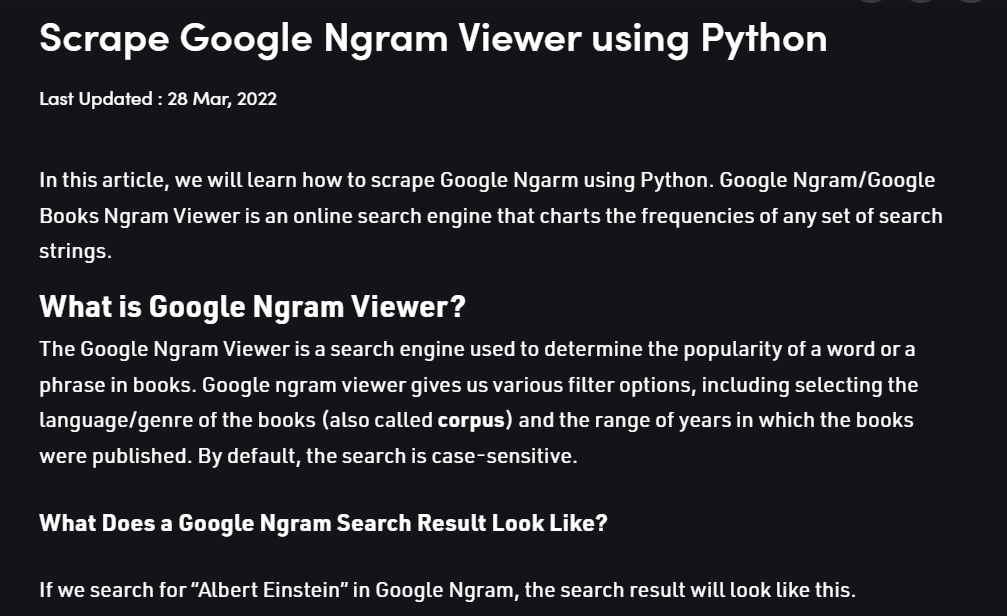 Scrape Google Ngram Viewer using Python
Last Updated : 28 Mar, 2022
In this article, we will learn how to scrape Google Ngarm using Python. Google Ngram/Google
Books Ngram Viewer is an online search engine that charts the frequencies of any set of search
strings.
What is Google Ngram Viewer?
The Google Ngram Viewer is a search engine used to determine the popularity of a word or a
phrase in books. Google ngram viewer gives us various filter options, including selecting the
language/genre of the books (also called corpus) and the range of years in which the books
were published. By default, the search is case-sensitive.
What Does a Google Ngram Search Result Look Like?
If we search for “Albert Einstein” in Google Ngram, the search result will look like this.